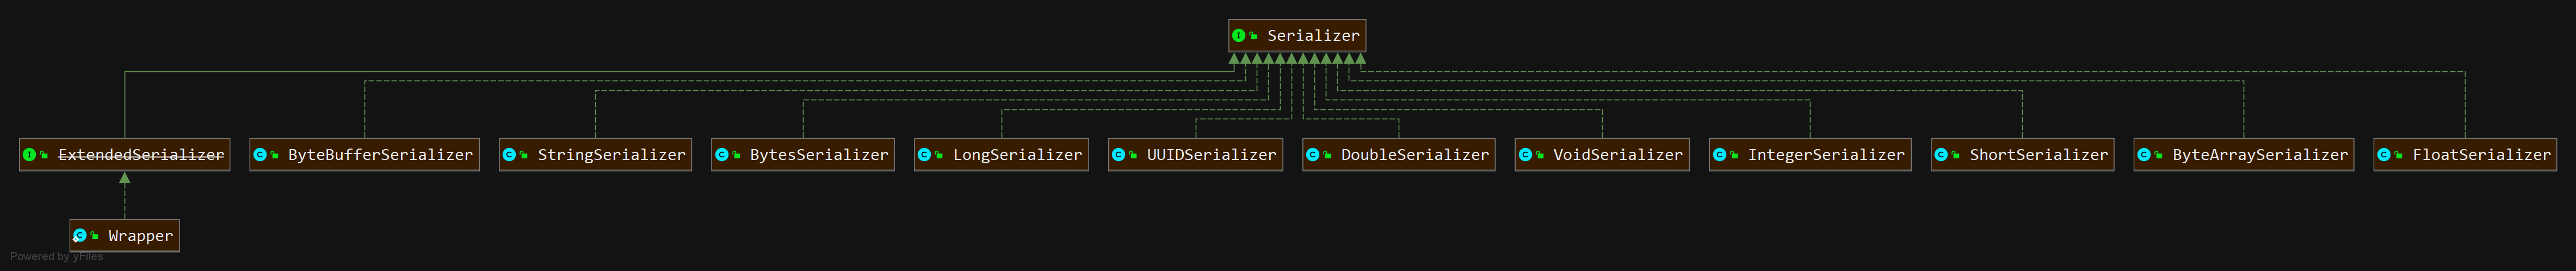 Serializer
ExtendedSerializer
ByteBufferSerializer
StringSerializer
BytesSerializer
LongSerializer
UUIDSerializer
DoubleSerializer
VoidSerializer
IntegerSerializer
ShortSerializer
ByteArraySerializer
FloatSerializer
Wrapper
Powered by yFiles